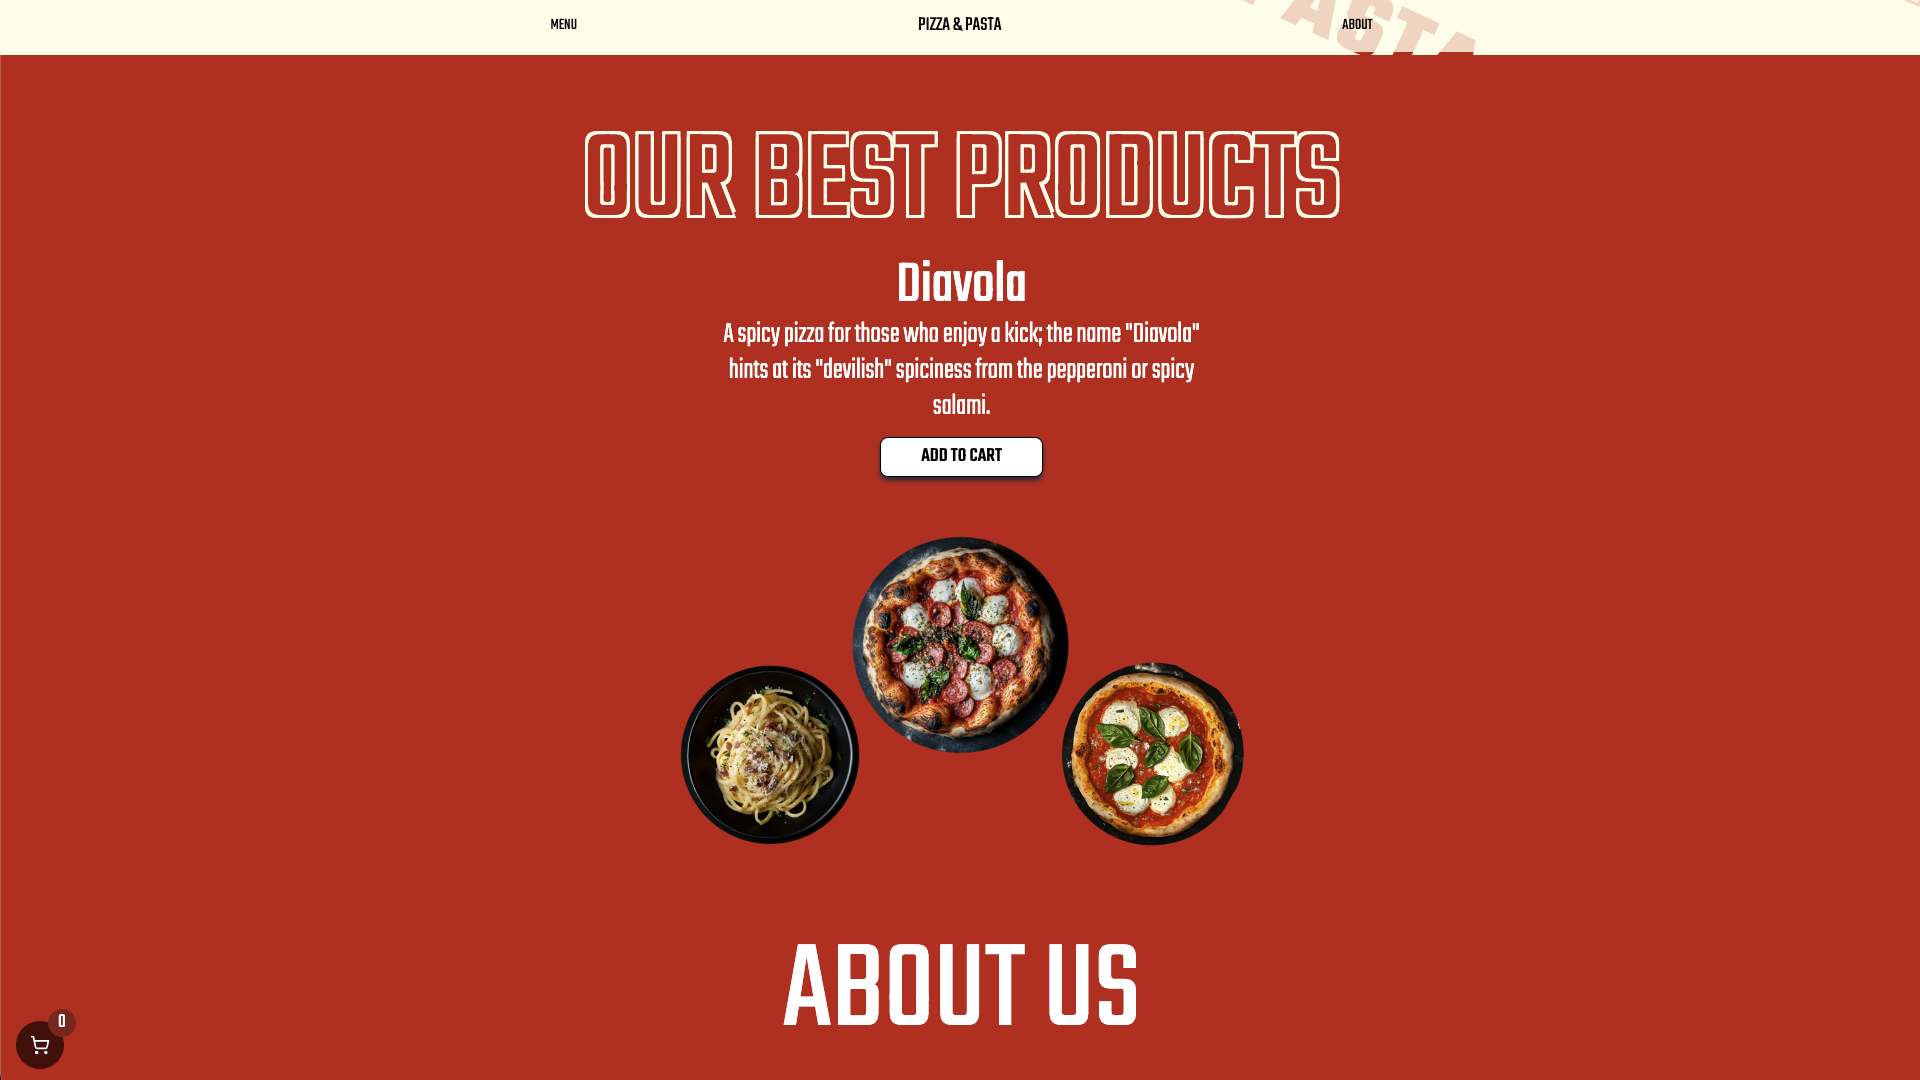 MENU
PIZZA & PASTA
ABOUT
PASTA
OUR BEST PRODUCTS
Diavola
A spicy pizza for those who enjoy a kick; the name "Diavola"
hints at its "devilish" spiciness from the pepperoni or spicy
salami.
ADD TO CART
ABOUT US
0